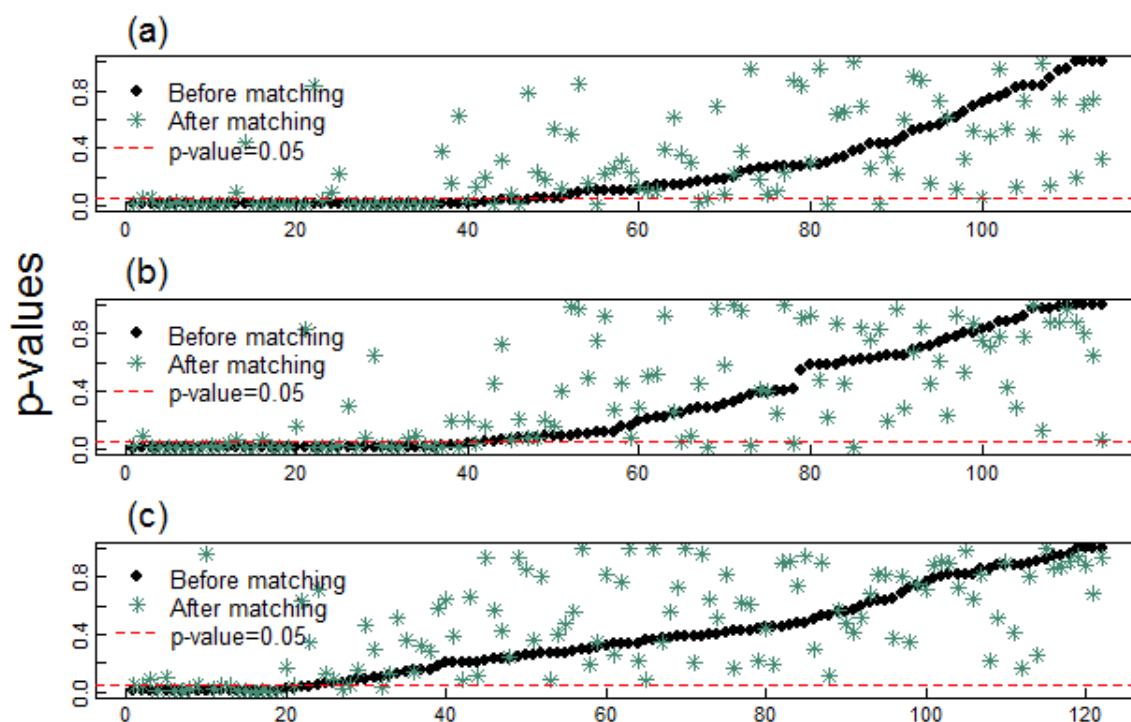 (a)
Before matching
After matching
p-value=0.05
0.0 0.4 0.8
0 20 40 60 80 100
(b)
Before matching
After matching
p-value=0.05
0.0 0.4 0.8
0 20 40 60 80 100
p-values
(c)
Before matching
After matching
p-value=0.05
0.0 0.4 0.8
0 20 40 60 80 100 120